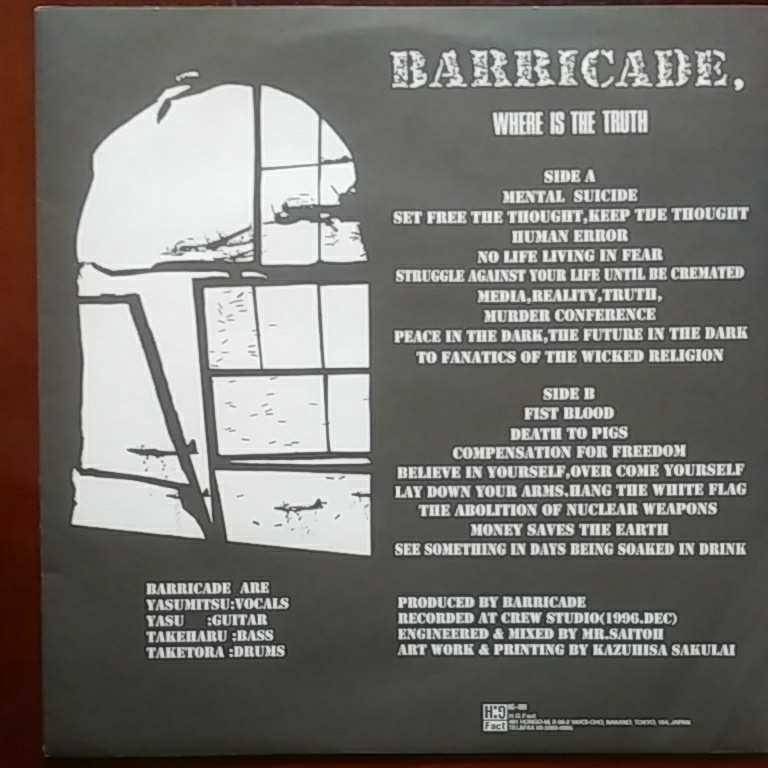 BARRICADE,
WHERE IS THE TRUTH
SIDE A
MENTAL SUICIDE
SET FREE THE THOUGHT,KEEP THE THOUGHT
HUMAN ERROR
NO LIFE LIVING IN FEAR
STRUGGLE AGAINST YOUR LIFE UNTIL BE CREMATED
MEDIA,REALITY,TRUTH,
MURDER CONFERENCE
PEACE IN THE DARK,THE FUTURE IN THE DARK
TO FANATICS OF THE WICKED RELIGION
SIDE B
FIST BLOOD
DEATH TO PIGS
COMPENSATION FOR FREEDOM
BELIEVE IN YOURSELF,OVER COME YOURSELF
LAY DOWN YOUR ARMS.HANG THE WHITE FLAG
THE ABOLITION OF NUCLEAR WEAPONS
MONEY SAVES THE EARTH
SEE SOMETHING IN DAYS BEING SOAKED IN DRINK
BARRICADE ARE
YASUMITSU:VOCALS
YASU :GUITAR
TAKEHARU :BASS
TAKETORA :DRUMS
PRODUCED BY BARRICADE
RECORDED AT CREW STUDIO(1996.DEC)
ENGINEERED & MIXED BY MR.SAITOH
ART WORK & PRINTING BY KAZUHISA SAKULAI
H:G Fact
H.G.Fact
NAKANO, TOKYO, 164, JAPAN